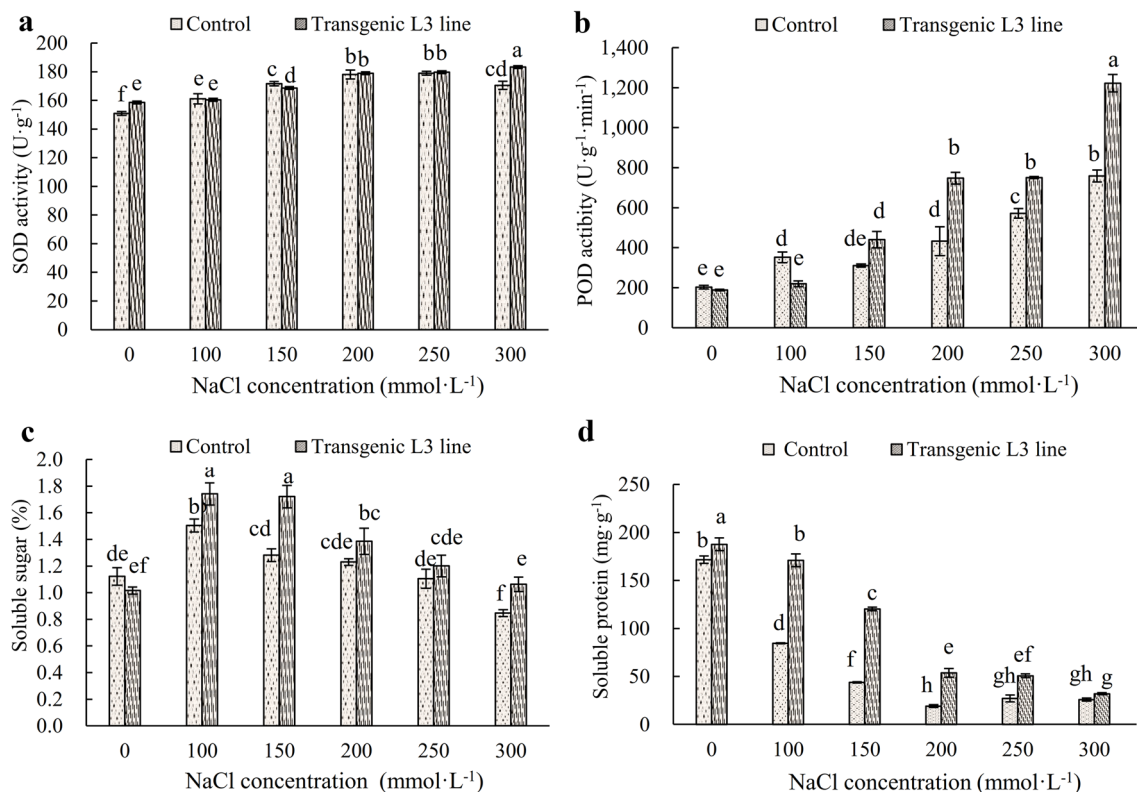 a
Control
Transgenic L3 line
SOD activity (U·g⁻¹)
200
180
160
140
120
100
80
60
40
20
0
f e e e c d b b b b cd a
0 100 150 200 250 300
NaCl concentration (mmol·L⁻¹)
b
Control
Transgenic L3 line
POD actibity (U·g⁻¹·min⁻¹)
1,400
1,200
1,000
800
600
400
200
0
e e d e de d d b c b b a
0 100 150 200 250 300
NaCl concentration (mmol·L⁻¹)
c
Control
Transgenic L3 line
Soluble sugar (%)
2.0
1.8
1.6
1.4
1.2
1.0
0.8
0.6
0.4
0.2
0.0
de ef b a cd a cde bc de cde f e
0 100 150 200 250 300
NaCl concentration (mmol·L⁻¹)
d
Control
Transgenic L3 line
Soluble protein (mg·g⁻¹)
250
200
150
100
50
0
b a d b f c h e gh ef gh g
0 100 150 200 250 300
NaCl concentration (mmol·L⁻¹)